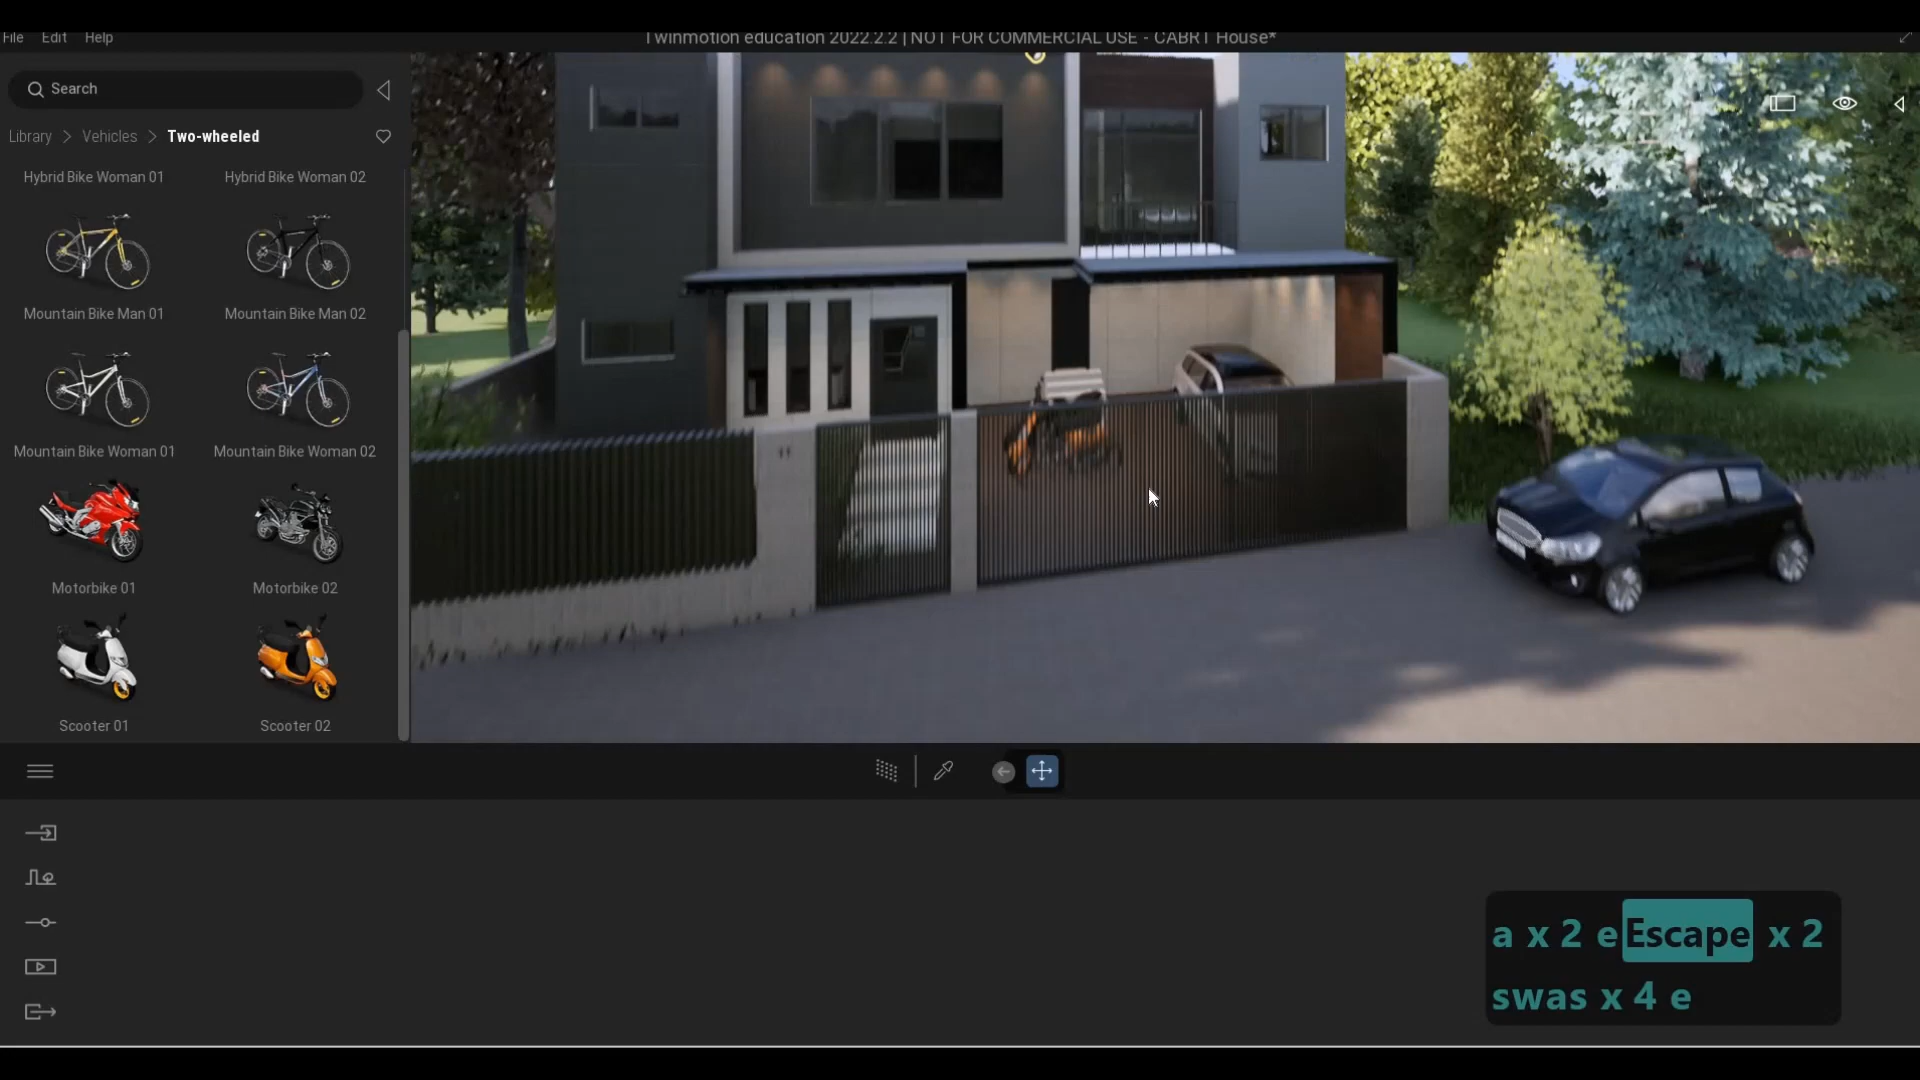 File Edit Help
Twinmotion education 2022.2.2 | NOT FOR COMMERCIAL USE - CABRT House*
Search
Library > Vehicles > Two-wheeled
Hybrid Bike Woman 01 Hybrid Bike Woman 02
Mountain Bike Man 01 Mountain Bike Man 02
Mountain Bike Woman 01 Mountain Bike Woman 02
Motorbike 01 Motorbike 02
Scooter 01 Scooter 02
a x 2 eEscape x 2
swas x 4 e